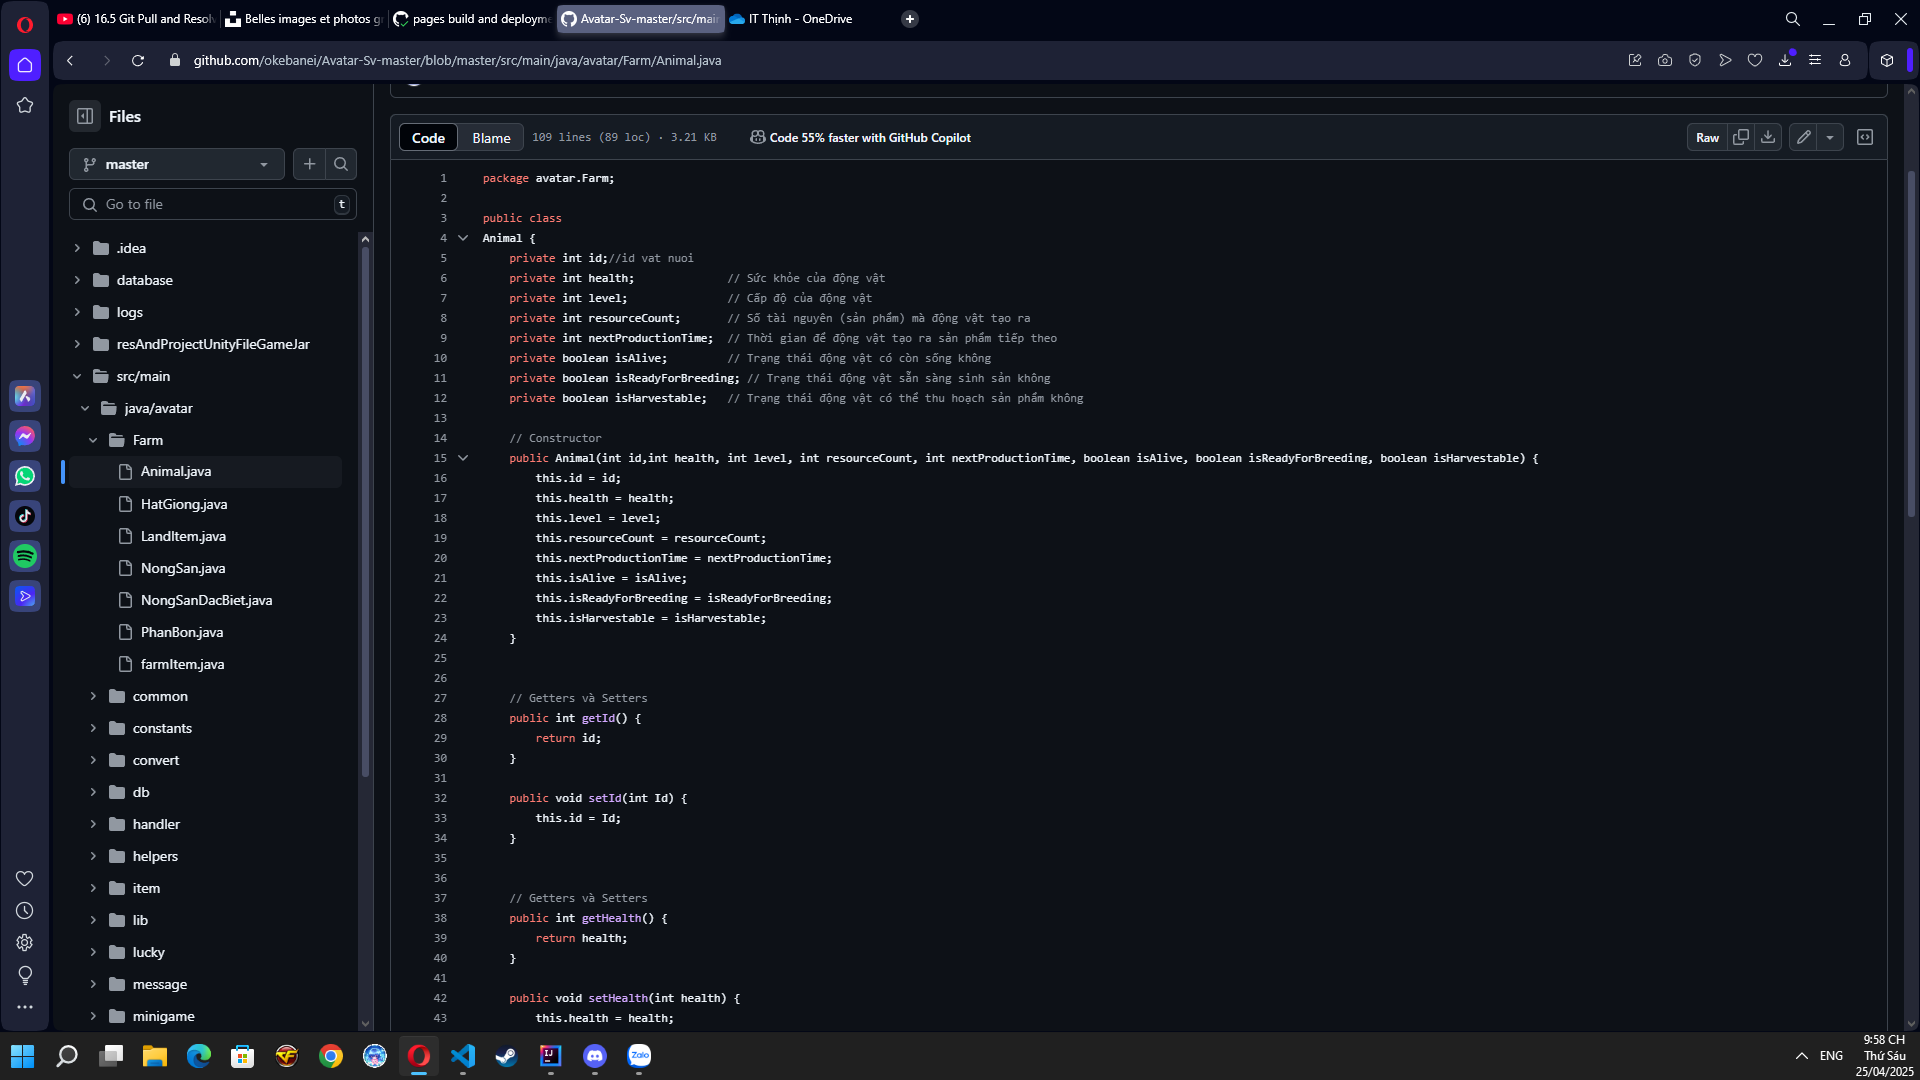 (6) 16.5 Git Pull and Resol
Belles images et photos g
pages build and deployme
Avatar-Sv-master/src/mai
IT Thịnh - OneDrive
github.com/okebanei/Avatar-Sv-master/blob/master/src/main/java/avatar/Farm/Animal.java
Files
master
Go to file
t
.idea
database
logs
resAndProjectUnityFileGameJar
src/main
java/avatar
Farm
Animal.java
HatGiong.java
LandItem.java
NongSan.java
NongSanDacBiet.java
PhanBon.java
farmItem.java
common
constants
convert
db
handler
helpers
item
lib
lucky
message
minigame
Code
Blame
109 lines (89 loc) · 3.21 KB
Code 55% faster with GitHub Copilot
Raw
1 package avatar.Farm;
2
3 public class
4 Animal {
5 private int id;//id vat nuoi
6 private int health; // Sức khỏe của động vật
7 private int level; // Cấp độ của động vật
8 private int resourceCount; // Số tài nguyên (sản phẩm) mà động vật tạo ra
9 private int nextProductionTime; // Thời gian để động vật tạo ra sản phẩm tiếp theo
10 private boolean isAlive; // Trạng thái động vật có còn sống không
11 private boolean isReadyForBreeding; // Trạng thái động vật sẵn sàng sinh sản không
12 private boolean isHarvestable; // Trạng thái động vật có thể thu hoạch sản phẩm không
13
14 // Constructor
15 public Animal(int id,int health, int level, int resourceCount, int nextProductionTime, boolean isAlive, boolean isReadyForBreeding, boolean isHarvestable) {
16 this.id = id;
17 this.health = health;
18 this.level = level;
19 this.resourceCount = resourceCount;
20 this.nextProductionTime = nextProductionTime;
21 this.isAlive = isAlive;
22 this.isReadyForBreeding = isReadyForBreeding;
23 this.isHarvestable = isHarvestable;
24 }
25
26
27 // Getters và Setters
28 public int getId() {
29 return id;
30 }
31
32 public void setId(int Id) {
33 this.id = Id;
34 }
35
36
37 // Getters và Setters
38 public int getHealth() {
39 return health;
40 }
41
42 public void setHealth(int health) {
43 this.health = health;
Zalo
ENG
9:58 CH
Thứ Sáu
25/04/2025